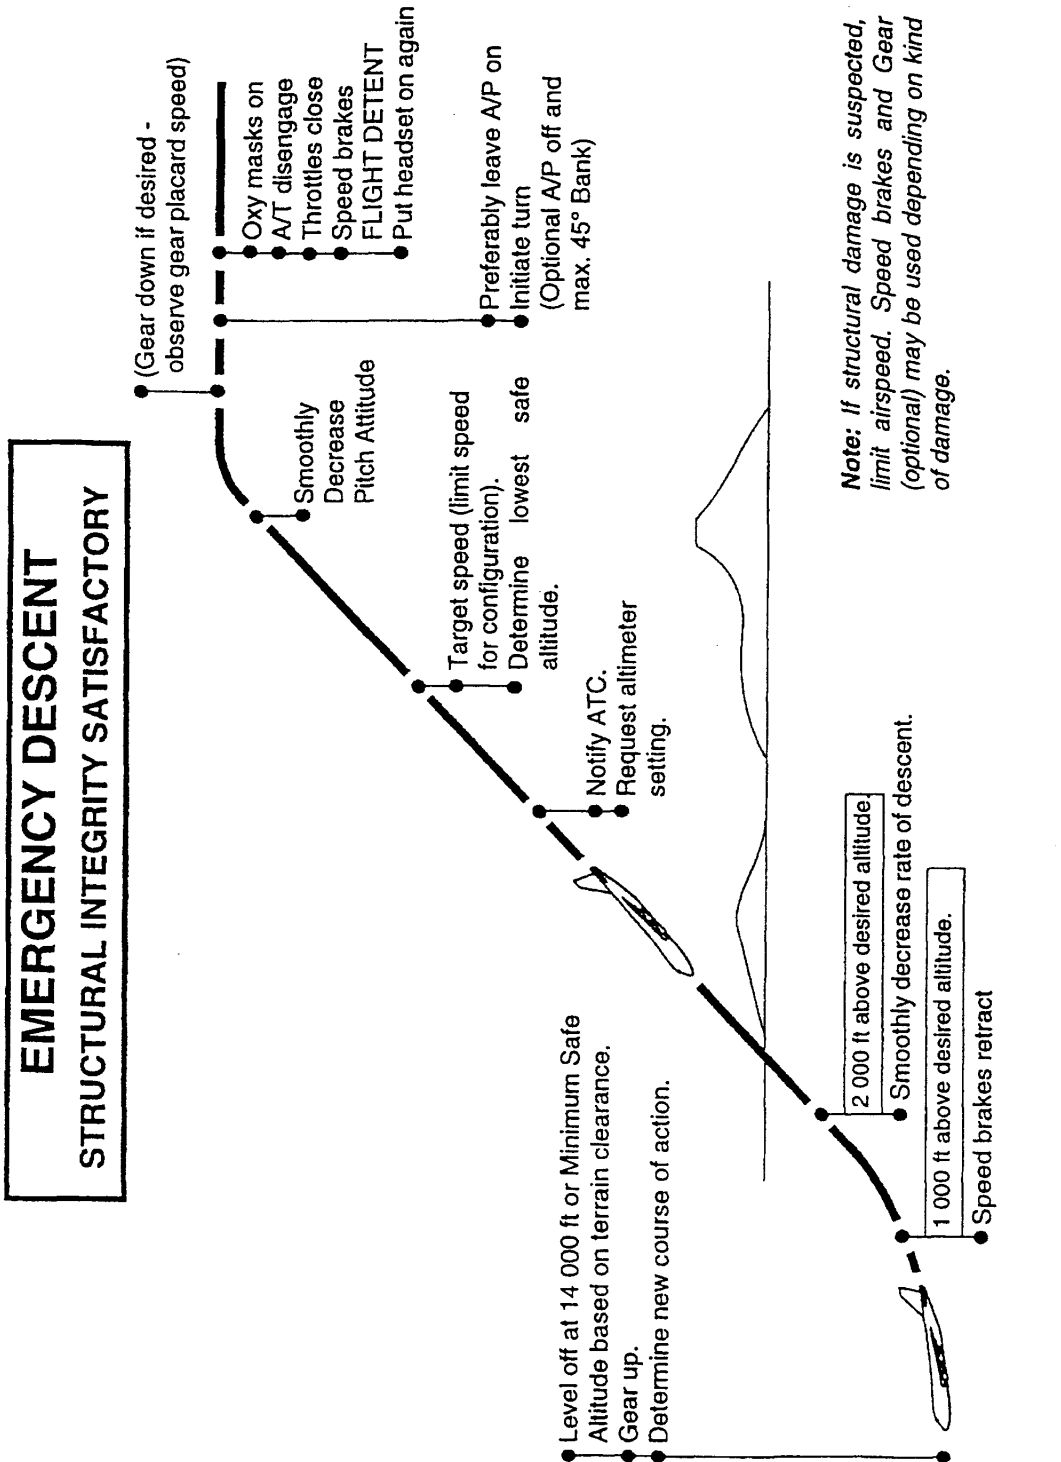 EMERGENCY DESCENT
STRUCTURAL INTEGRITY SATISFACTORY
(Gear down if desired -
observe gear placard speed)
Oxy masks on
A/T disengage
Throttles close
Speed brakes
FLIGHT DETENT
Put headset on again
Preferably leave A/P on
Initiate turn
(Optional A/P off and
max. 45° Bank)
Smoothly
Decrease
Pitch Attitude
Target speed (limit speed
for configuration).
Determine lowest safe
altitude.
Notify ATC.
Request altimeter
setting.
2 000 ft above desired altitude.
Smoothly decrease rate of descent.
1 000 ft above desired altitude.
Speed brakes retract
Level off at 14 000 ft or Minimum Safe
Altitude based on terrain clearance.
Gear up.
Determine new course of action.
Note: If structural damage is suspected,
limit airspeed. Speed brakes and Gear
(optional) may be used depending on kind
of damage.